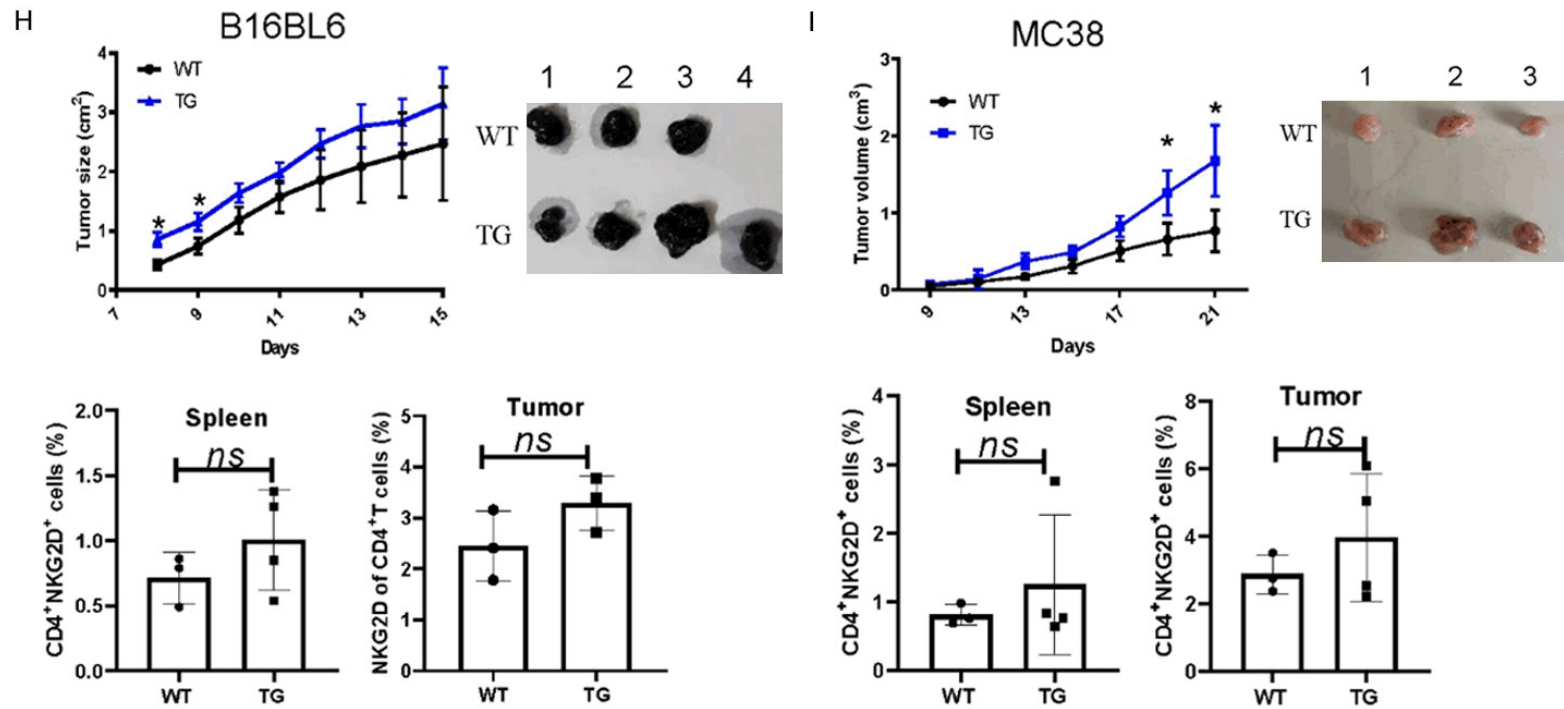 H
B16BL6
Tumor size (cm²)
4
3
2
1
0
WT
TG
*
*
7
9
11
13
15
Days
1 2 3 4
WT
TG
I
MC38
Tumor volume (cm³)
3
2
1
0
WT
TG
*
*
9
13
17
21
Days
1 2 3
WT
TG
Spleen
ns
CD4⁺NKG2D⁺ cells (%)
2.0
1.5
1.0
0.5
0.0
WT TG
Tumor
ns
NKG2D of CD4⁺T cells (%)
5
4
3
2
1
0
WT TG
Spleen
ns
CD4⁺NKG2D⁺ cells (%)
4
3
2
1
0
WT TG
Tumor
ns
CD4⁺NKG2D⁺ cells (%)
8
6
4
2
0
WT TG